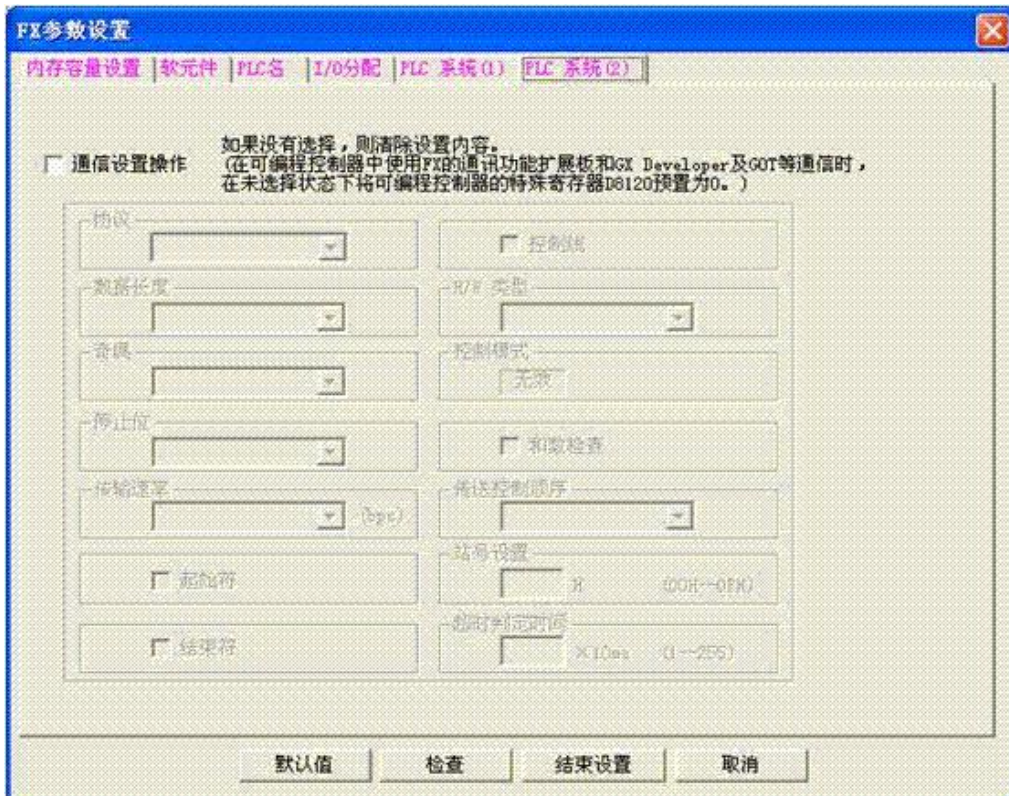 FX参数设置
内存容量设置 软元件 PLC名 I/O分配 PLC 系统(1) PLC 系统(2)
如果没有选择，则清除设置内容。
通信设置操作 (在可编程控制器中使用FX的通讯功能扩展板和GX Developer及GOT等通信时，
在未选择状态下将可编程控制器的特殊寄存器D8120预置为0。)
协议
控制线
数据长度
H/W 类型
奇偶
控制模式
无效
停止位
和数检查
传输速率
(bps)
传送控制顺序
起始符
站号设置
H (00H--0FH)
结束符
超时判定时间
×10ms (1--255)
默认值 检查 结束设置 取消